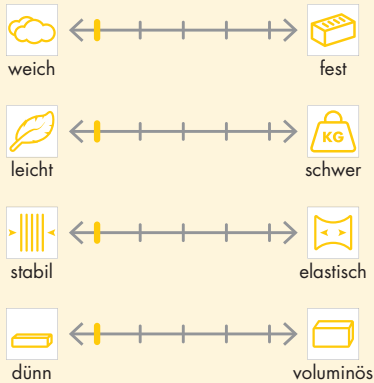 weich
fest
KG
leicht
schwer
stabil
elastisch
dünn
voluminös